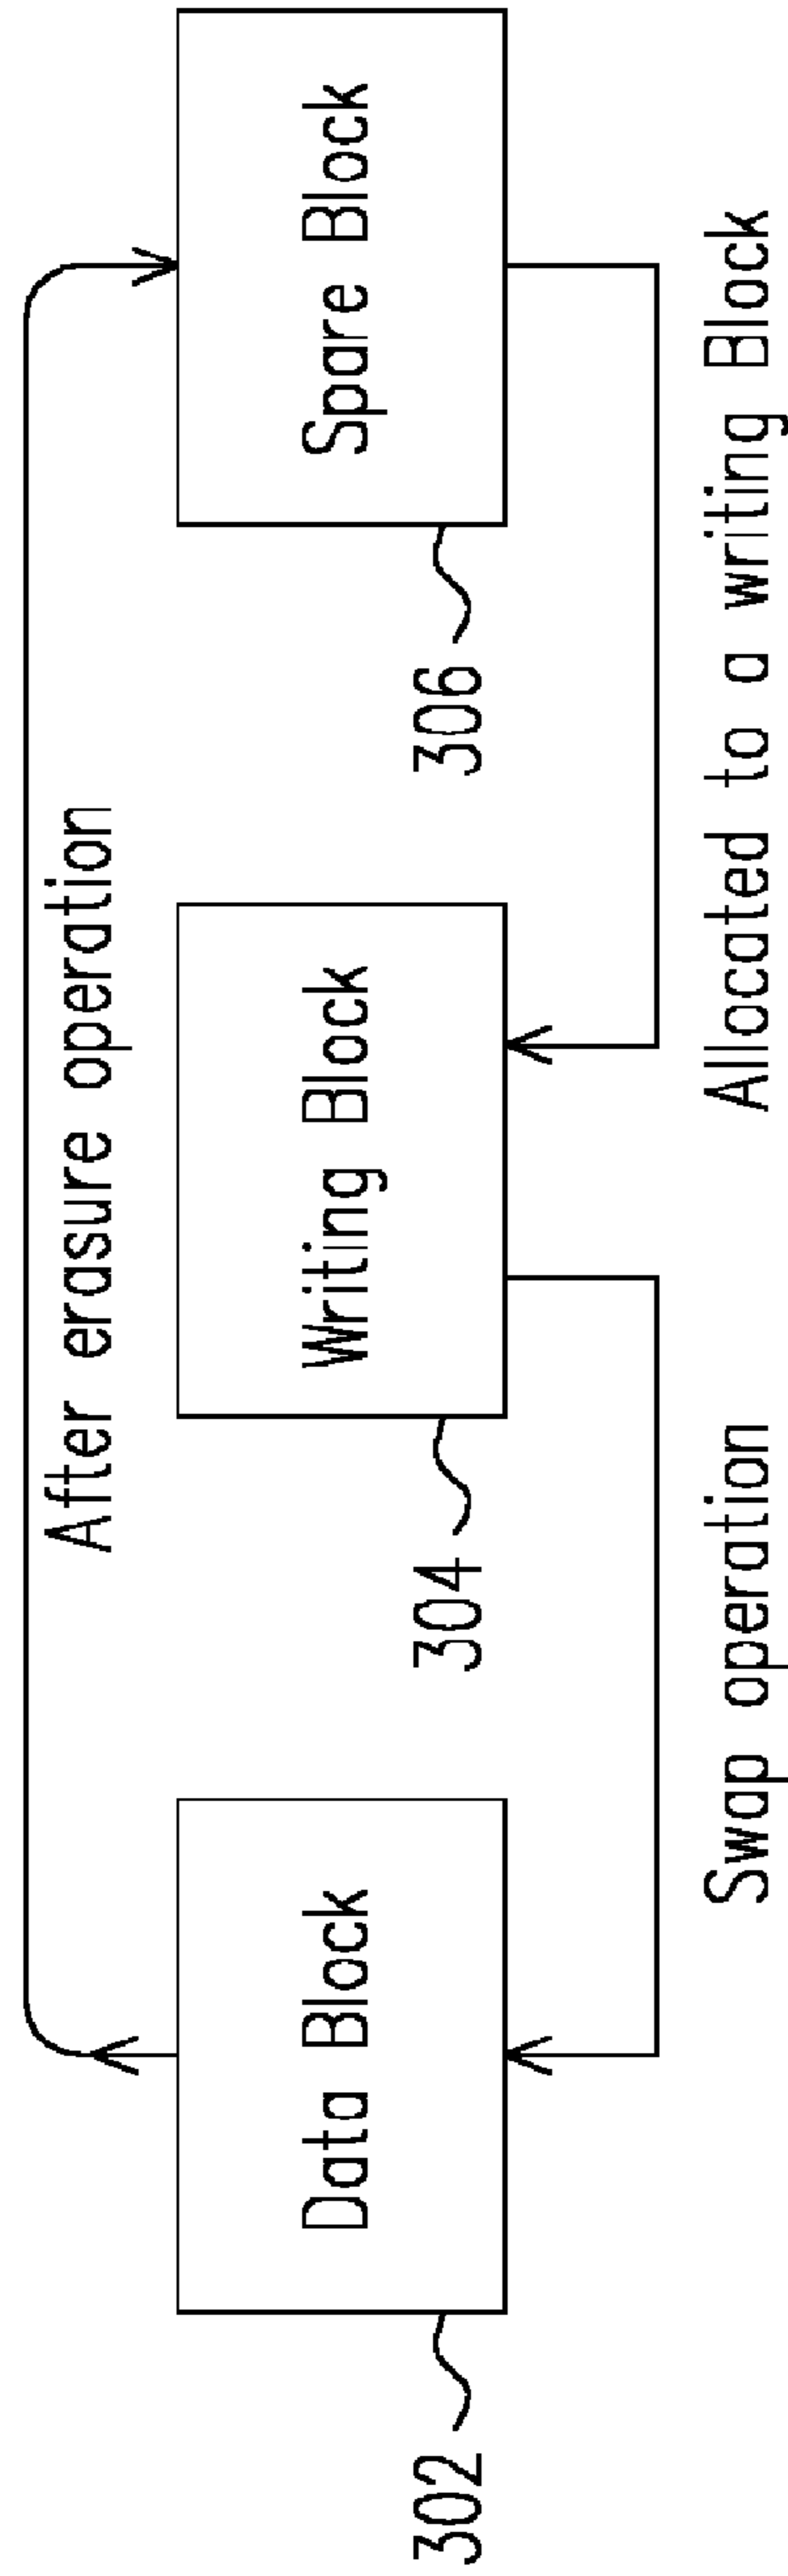 After erasure operation
Data Block
Writing Block
Spare Block
302
304
306
Swap operation
Allocated to a writing Block